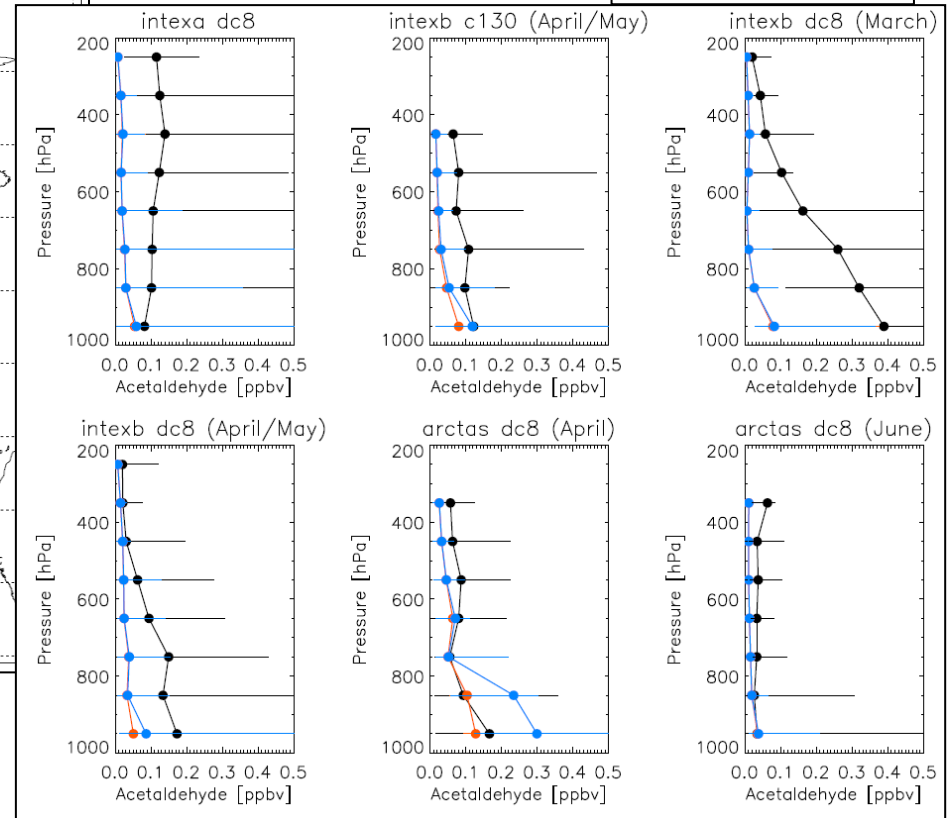 intexa dc8
intexb c130 (April/May)
intexb dc8 (March)
200
400
600
800
1000
Pressure [hPa]
0.0 0.1 0.2 0.3 0.4 0.5
Acetaldehyde [ppbv]
200
400
600
800
1000
Pressure [hPa]
0.0 0.1 0.2 0.3 0.4 0.5
Acetaldehyde [ppbv]
200
400
600
800
1000
Pressure [hPa]
0.0 0.1 0.2 0.3 0.4 0.5
Acetaldehyde [ppbv]
intexb dc8 (April/May)
arctas dc8 (April)
arctas dc8 (June)
200
400
600
800
1000
Pressure [hPa]
0.0 0.1 0.2 0.3 0.4 0.5
Acetaldehyde [ppbv]
200
400
600
800
1000
Pressure [hPa]
0.0 0.1 0.2 0.3 0.4 0.5
Acetaldehyde [ppbv]
200
400
600
800
1000
Pressure [hPa]
0.0 0.1 0.2 0.3 0.4 0.5
Acetaldehyde [ppbv]